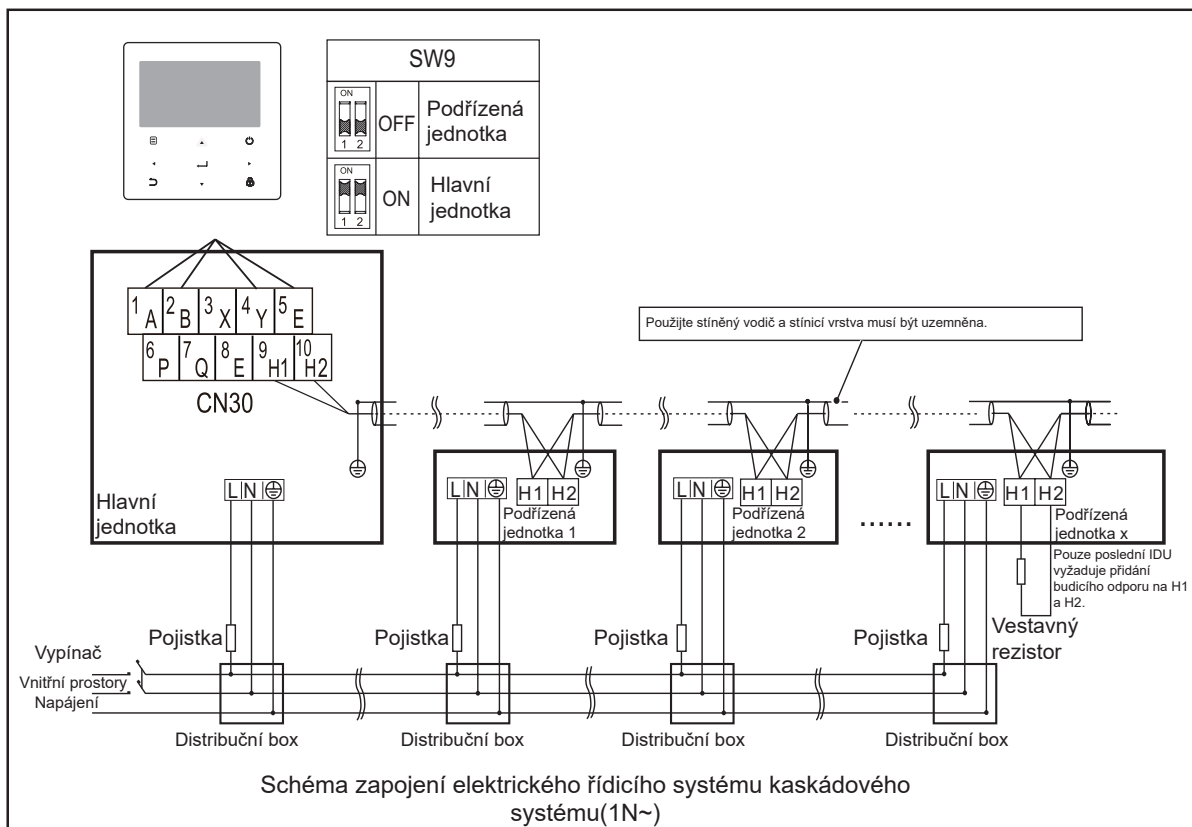 SW9
ON
1 2
OFF
Podřízená
jednotka
ON
1 2
ON
Hlavní
jednotka
1 A 2 B 3 X 4 Y 5 E
6 P 7 Q 8 E 9 H1 10 H2
CN30
Použijte stíněný vodič a stínicí vrstva musí být uzemněna.
Hlavní
jednotka
L N
L N
H1 H2
Podřízená
jednotka 1
L N
H1 H2
Podřízená
jednotka 2
......
L N
H1 H2
Podřízená
jednotka x
Pouze poslední IDU
vyžaduje přidání
budicího odporu na H1
a H2.
Vestavný
rezistor
Pojistka
Pojistka
Pojistka
Pojistka
Vypínač
Vnitřní prostory
Napájení
Distribuční box
Distribuční box
Distribuční box
Distribuční box
Schéma zapojení elektrického řídicího systému kaskádového
systému(1N~)